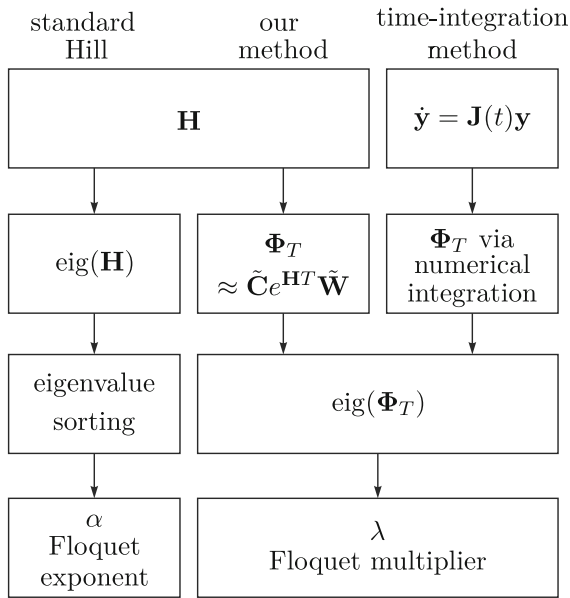 standard
Hill
our
method
time-integration
method
𝐇
𝐲̇ = 𝐉(t)𝐲
eig(𝐇)
𝚽_T
≈ 𝐂̃e^{𝐇T}𝐖̃
𝚽_T via
numerical
integration
eigenvalue
sorting
eig(𝚽_T)
α
Floquet
exponent
λ
Floquet multiplier